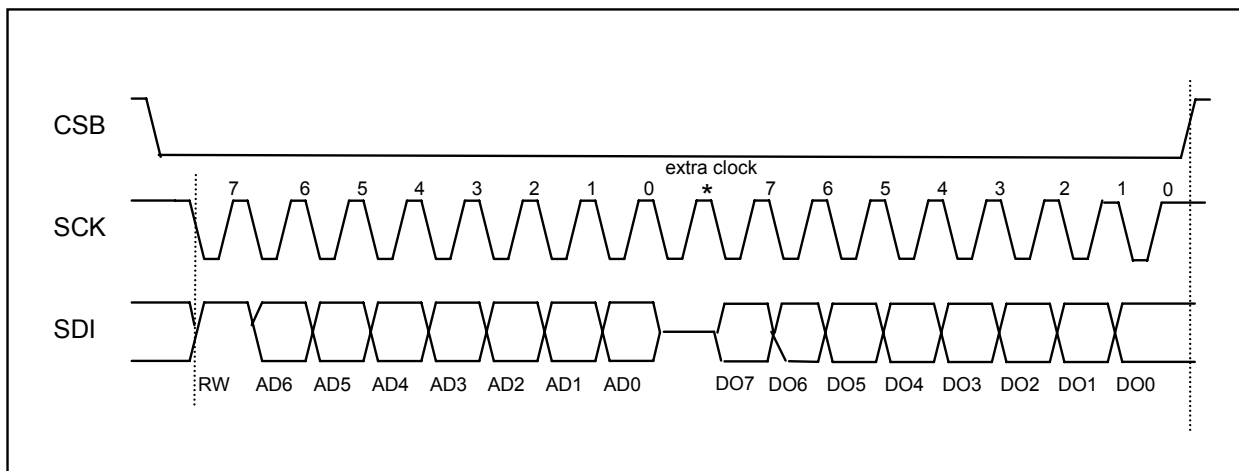 CSB
extra clock
7 6 5 4 3 2 1 0 * 7 6 5 4 3 2 1 0
SCK
SDI
RW AD6 AD5 AD4 AD3 AD2 AD1 AD0 DO7 DO6 DO5 DO4 DO3 DO2 DO1 DO0